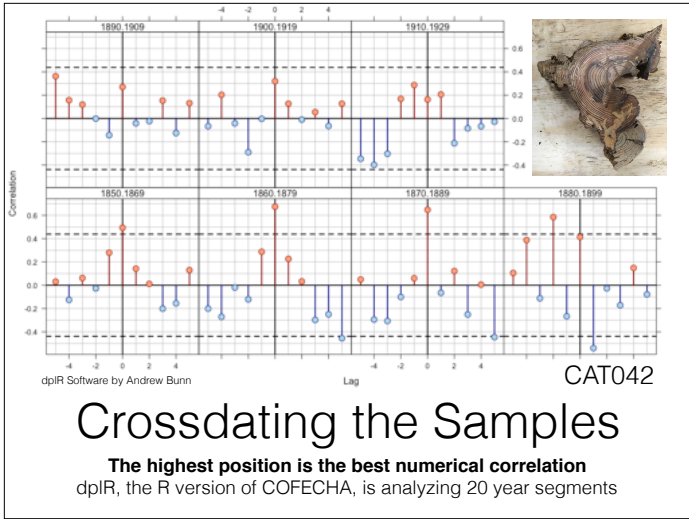 -4 -2 0 2 4
1890.1909 1900.1919 1910.1929
0.6
0.4
0.2
0.0
-0.2
-0.4
Correlation
1850.1869 1860.1879 1870.1889 1880.1899
0.6
0.4
0.2
0.0
-0.2
-0.4
-4 -2 0 2 4 -4 -2 0 2 4
dplR Software by Andrew Bunn Lag CAT042
Crossdating the Samples
The highest position is the best numerical correlation
dplR, the R version of COFECHA, is analyzing 20 year segments